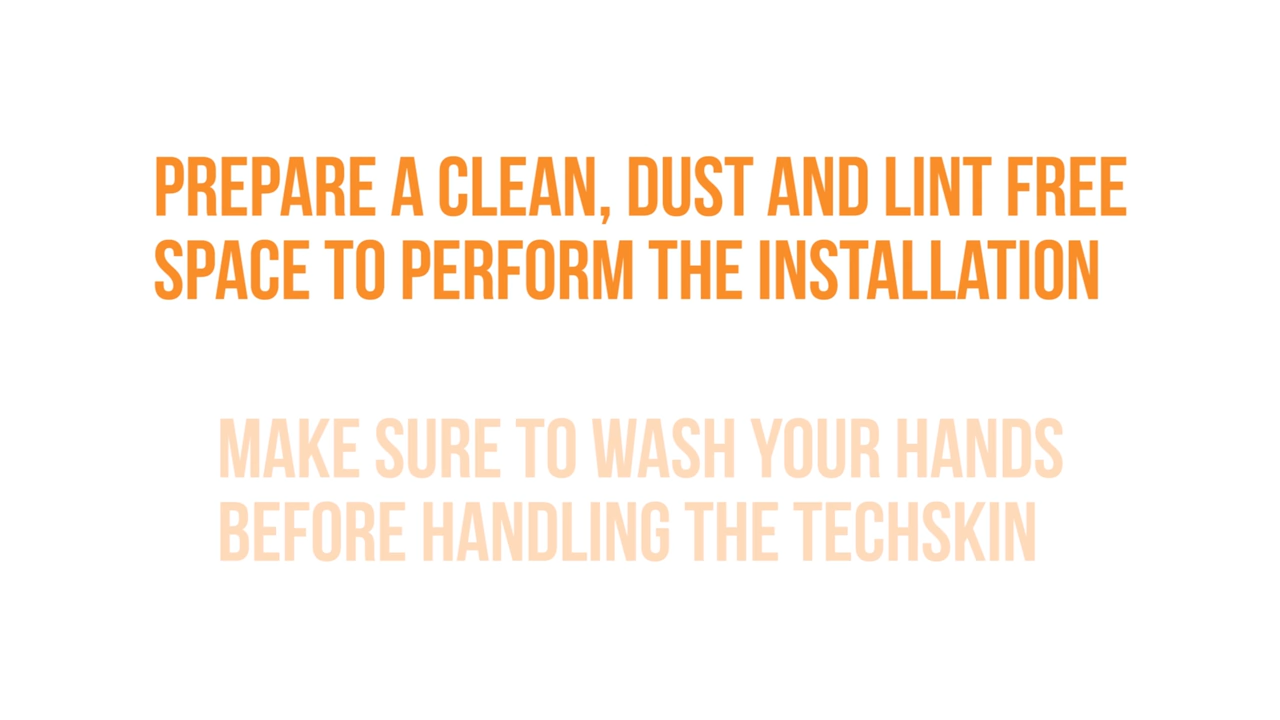 PREPARE A CLEAN, DUST AND LINT FREE
SPACE TO PERFORM THE INSTALLATION
MAKE SURE TO WASH YOUR HANDS
BEFORE HANDLING THE TECHSKIN